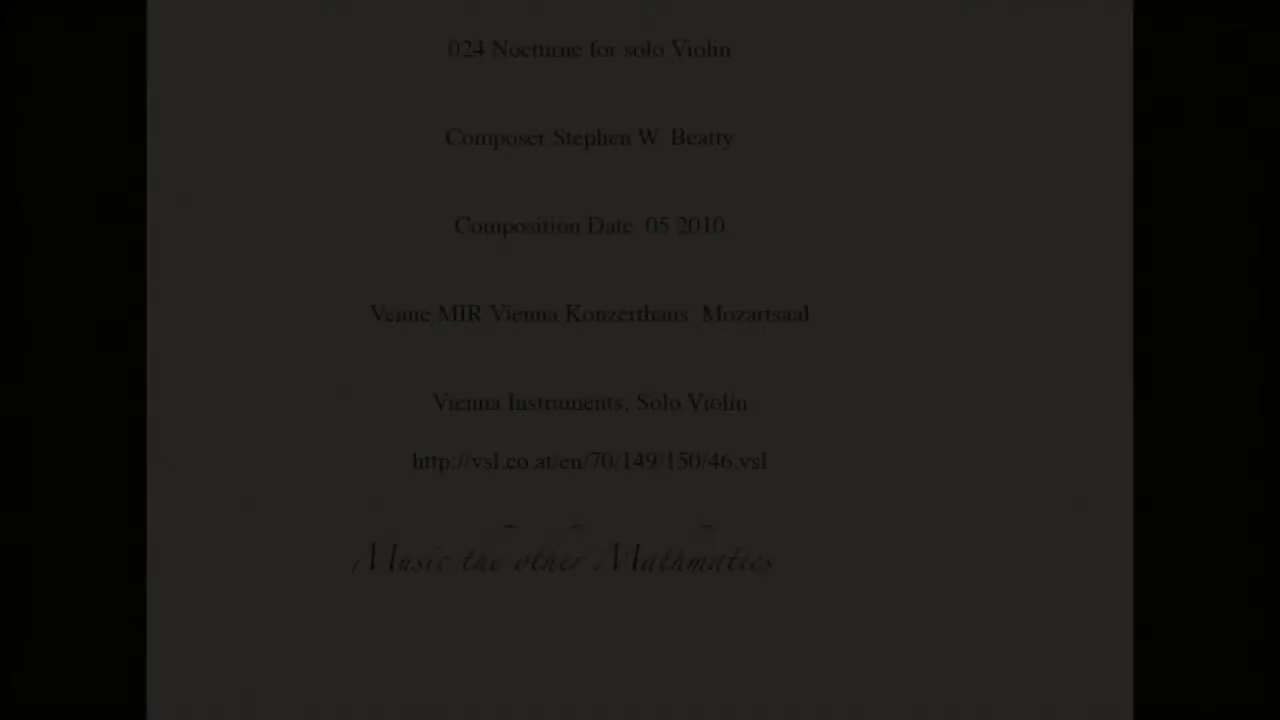 024 Nocturne for solo Violin
Composer Stephen W. Beatty
Composition Date 05 2010
Venue MIR Vienna Konzerthaus Mozartsaal
Vienna Instruments, Solo Violin
http://vsl.co.at/en/70/149/150/46.vsl
Music the other Mathmatics